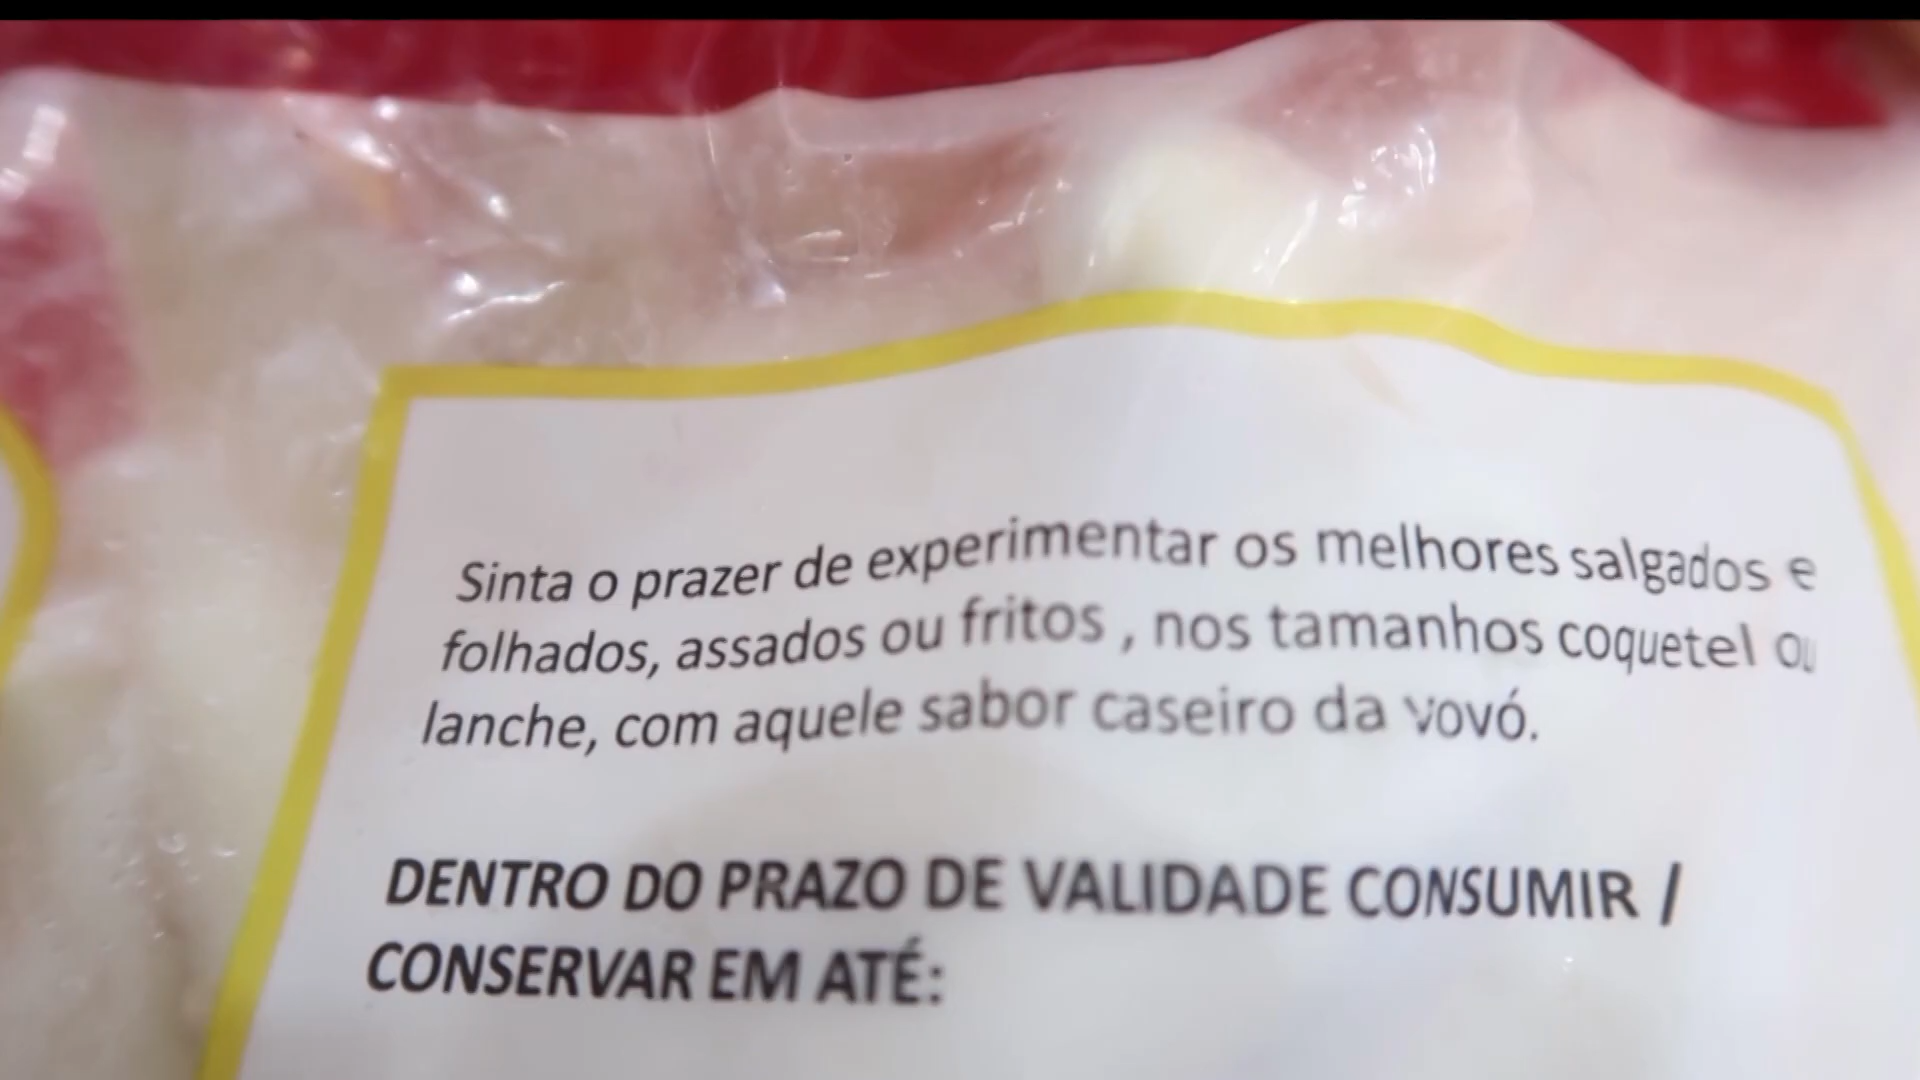 Sinta o prazer de experimentar os melhores salgados e
folhados, assados ou fritos , nos tamanhos coquetel ou
lanche, com aquele sabor caseiro da vovó.
DENTRO DO PRAZO DE VALIDADE CONSUMIR /
CONSERVAR EM ATÉ: